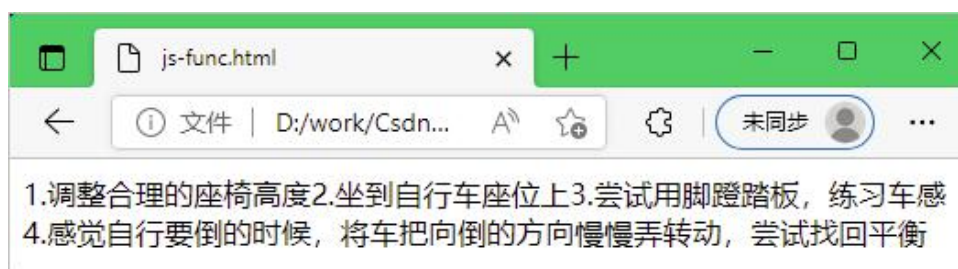 js-func.html
文件 | D:/work/Csdn... A 未同步
1.调整合理的座椅高度2.坐到自行车座位上3.尝试用脚蹬踏板，练习车感
4.感觉自行要倒的时候，将车把向倒的方向慢慢弄转动，尝试找回平衡